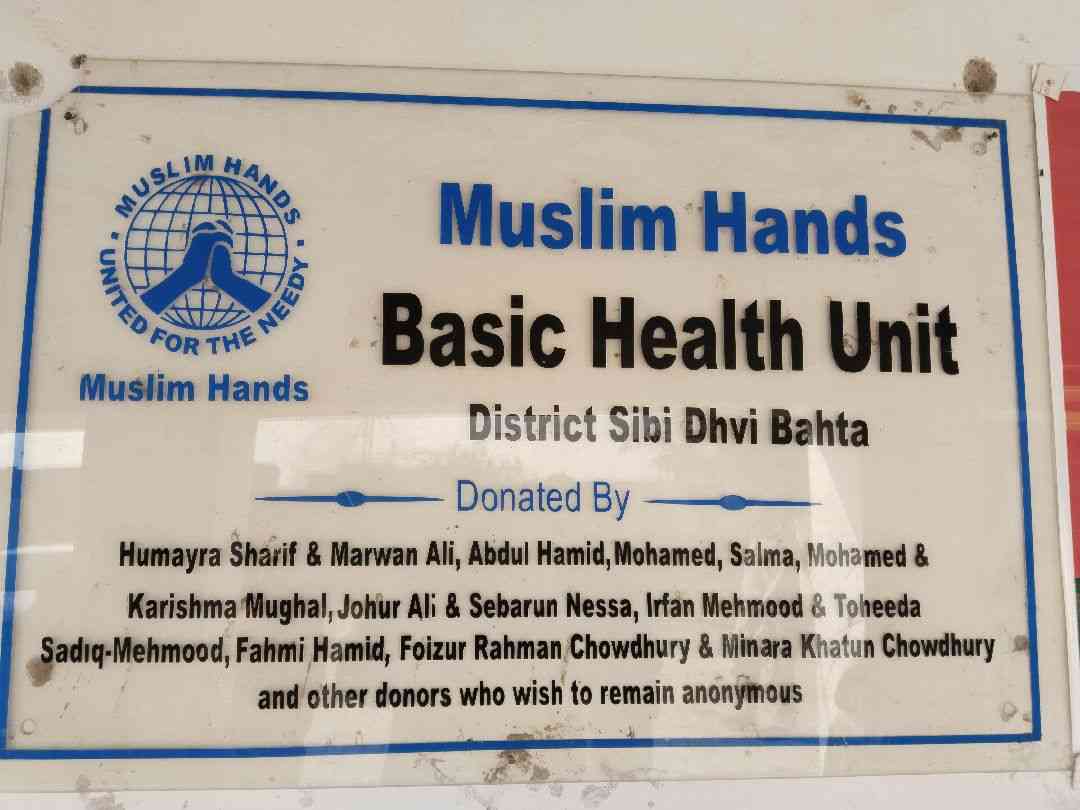 MUSLIM HANDS
UNITED FOR THE NEEDY
Muslim Hands
Muslim Hands
Basic Health Unit
District Sibi Dhvi Bahta
Donated By
Humayra Sharif & Marwan Ali, Abdul Hamid, Mohamed, Salma, Mohamed &
Karishma Mughal, Johur Ali & Sebarun Nessa, Irfan Mehmood & Toheeda
Sadıq-Mehmood, Fahmi Hamid, Foizur Rahman Chowdhury & Minara Khatun Chowdhury
and other donors who wish to remain anonymous